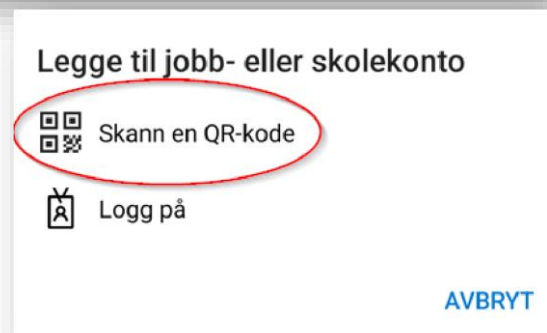 Legge til jobb- eller skolekonto
Skann en QR-kode
Logg på
AVBRYT